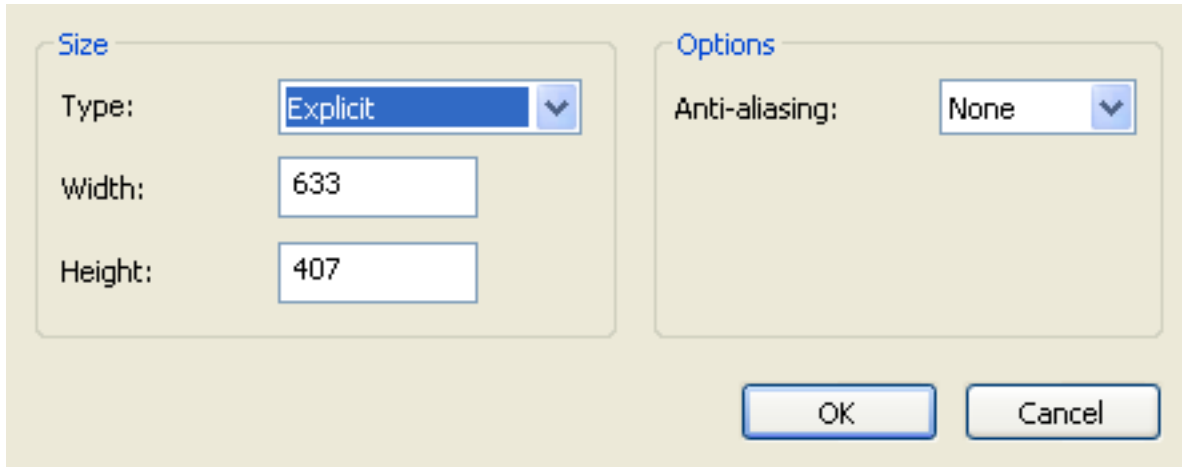 Size
Type: Explicit
Width: 633
Height: 407
Options
Anti-aliasing: None
OK Cancel